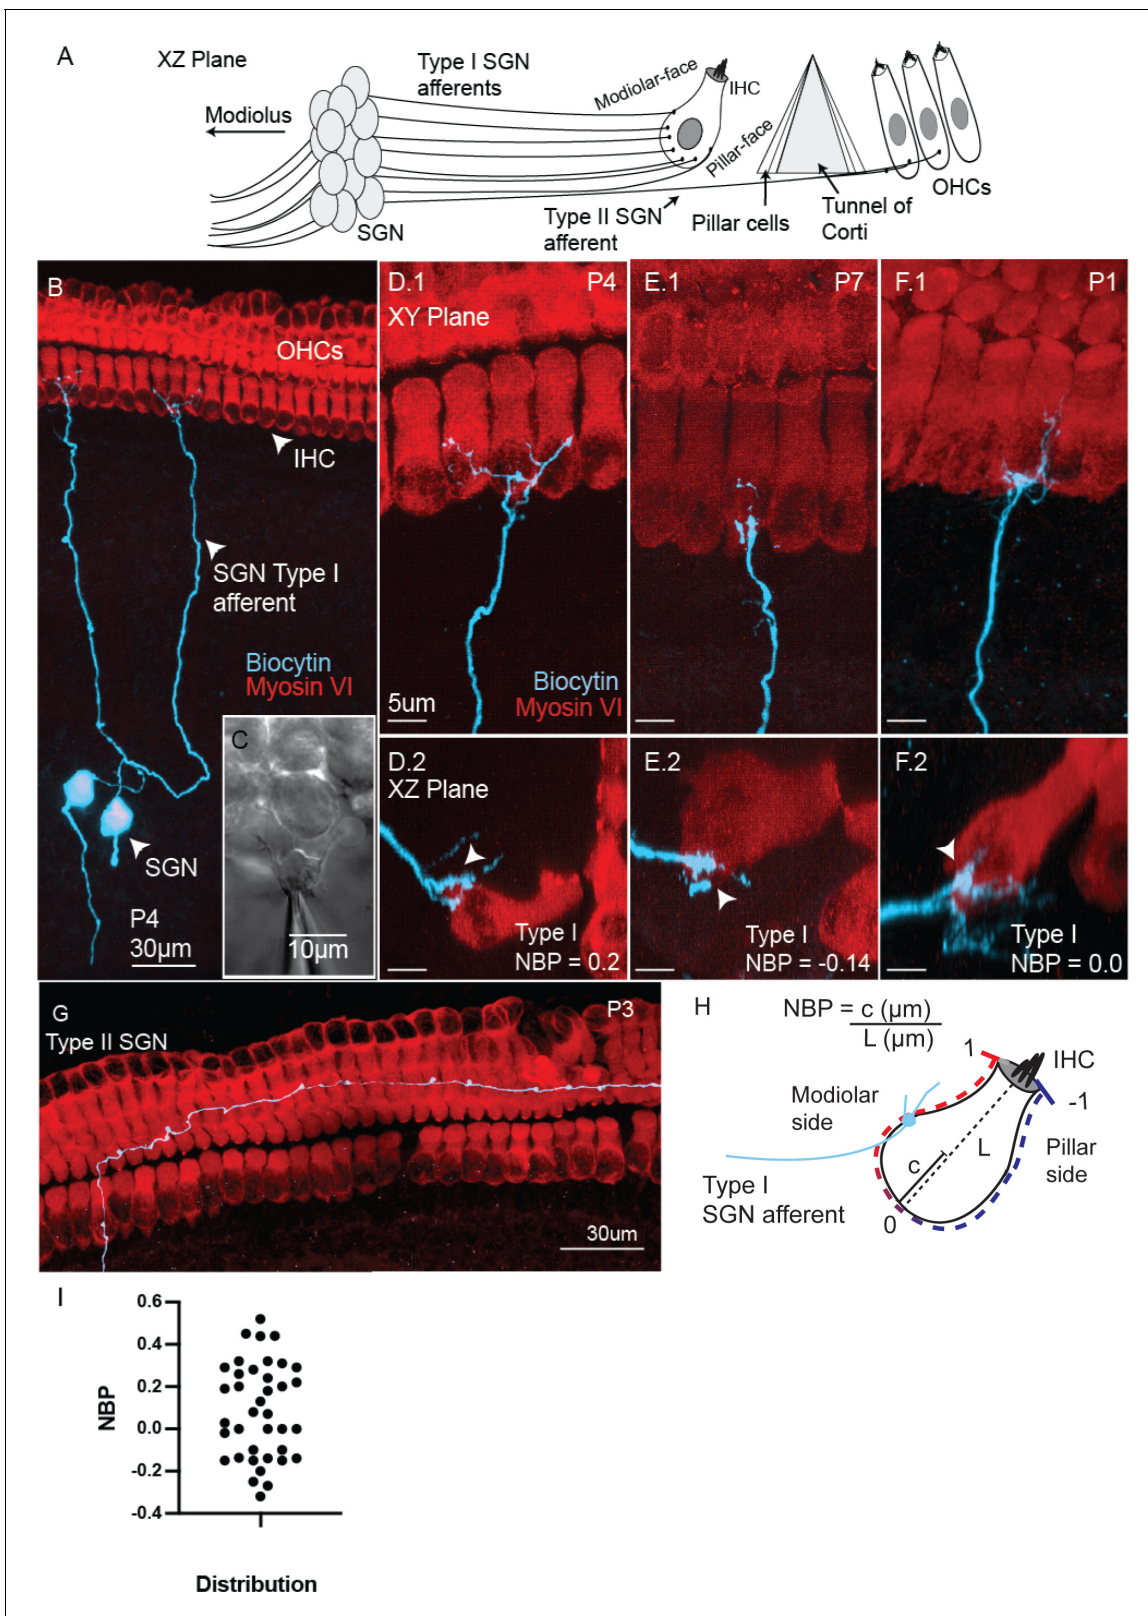 A
XZ Plane
Type I SGN
afferents
Modiolar-face
IHC
Modiolus
Pillar-face
OHCs
Type II SGN
afferent
Pillar cells
Tunnel of
Corti
SGN
B
OHCs
IHC
SGN Type I
afferent
Biocytin
Myosin VI
SGN
P4
30µm
C
10µm
D.1
P4
XY Plane
5um
Biocytin
Myosin VI
E.1
P7
F.1
P1
D.2
XZ Plane
Type I
NBP = 0.2
E.2
Type I
NBP = -0.14
F.2
Type I
NBP = 0.0
G
P3
Type II SGN
30um
H
NBP = c (µm)
L (µm)
1
IHC
-1
Modiolar
side
L
Pillar
side
c
Type I
SGN afferent
0
I
0.6
0.4
0.2
0.0
-0.2
-0.4
NBP
Distribution